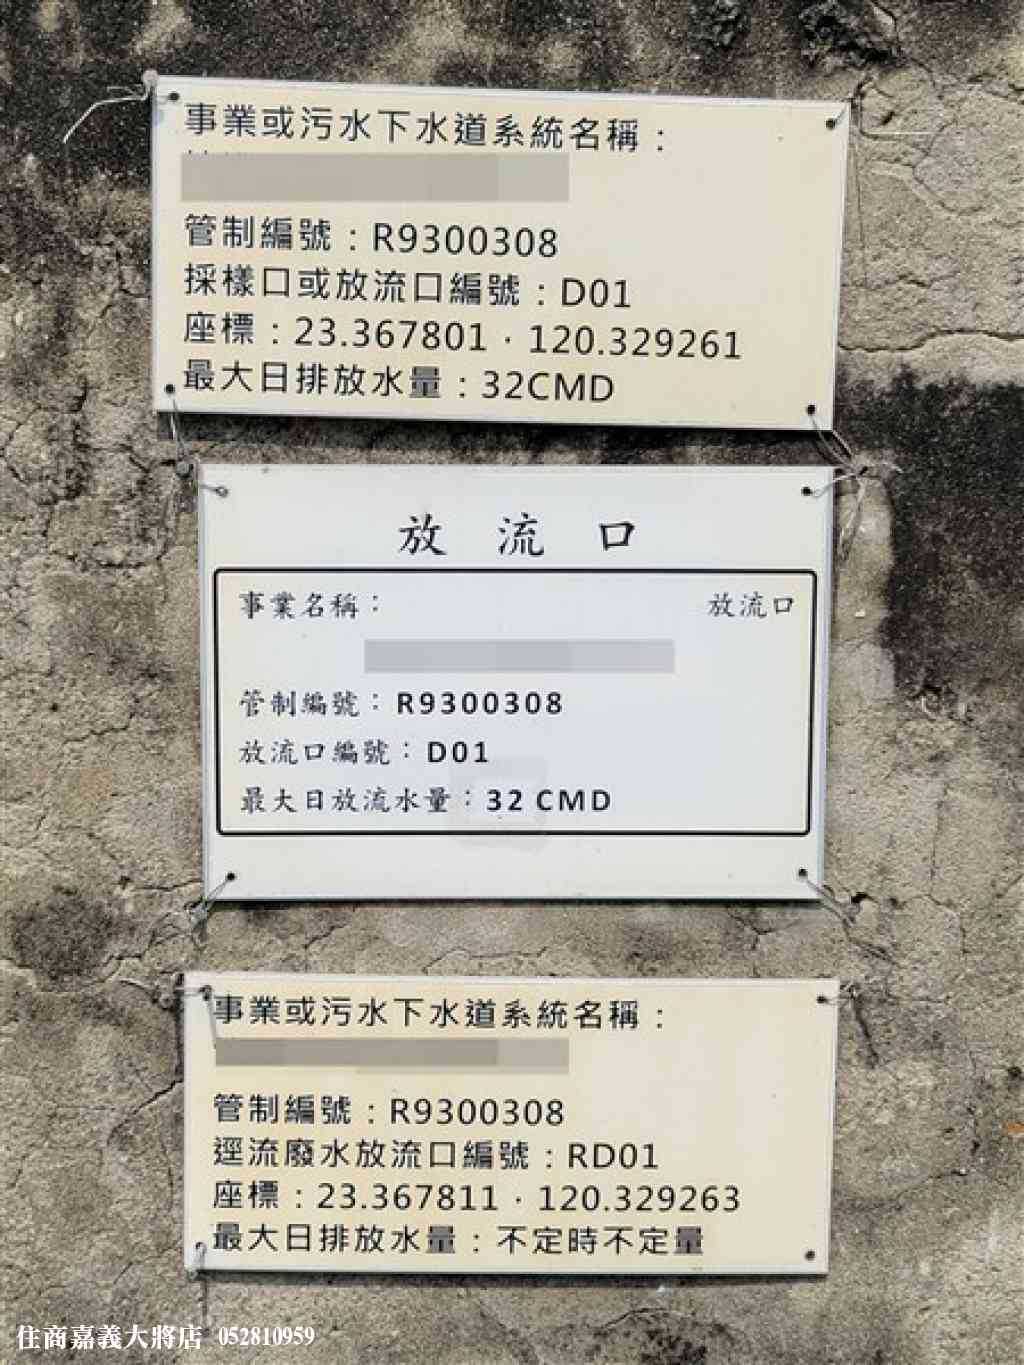 事業或污水下水道系統名稱：
管制編號：R9300308
採樣口或放流口編號：D01
座標：23.367801，120.329261
最大日排放水量：32CMD
放流口
事業名稱： 放流口
管制編號：R9300308
放流口編號：D01
最大日放流水量：32 CMD
事業或污水下水道系統名稱：
管制編號：R9300308
逕流廢水放流口編號：RD01
座標：23.367811，120.329263
最大日排放水量：不定時不定量
住商嘉義大將店 052810959